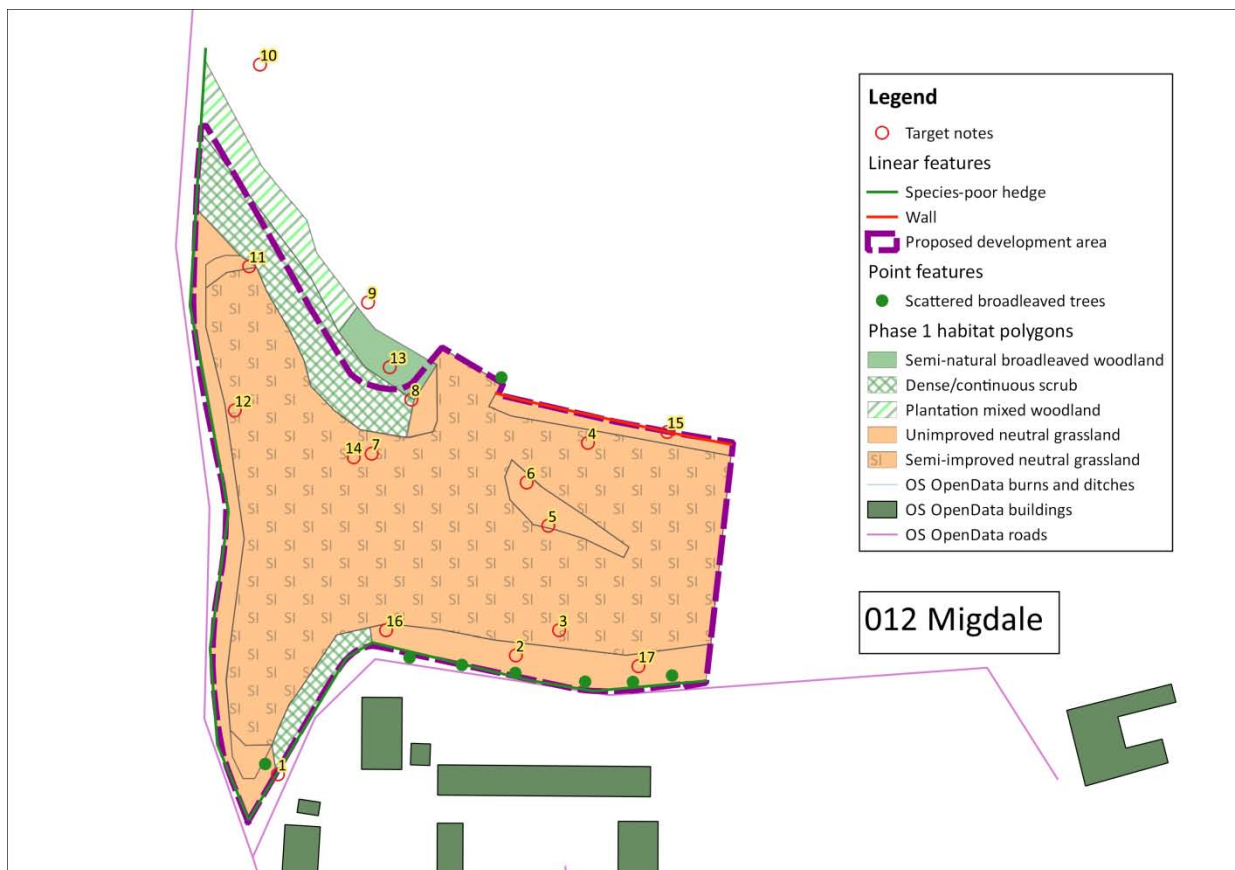 10
11
9
13
8
12
14
7
4
15
6
5
16
2
3
17
1
Legend
Target notes
Linear features
Species-poor hedge
Wall
Proposed development area
Point features
Scattered broadleaved trees
Phase 1 habitat polygons
Semi-natural broadleaved woodland
Dense/continuous scrub
Plantation mixed woodland
Unimproved neutral grassland
SI Semi-improved neutral grassland
OS OpenData burns and ditches
OS OpenData buildings
OS OpenData roads
012 Migdale